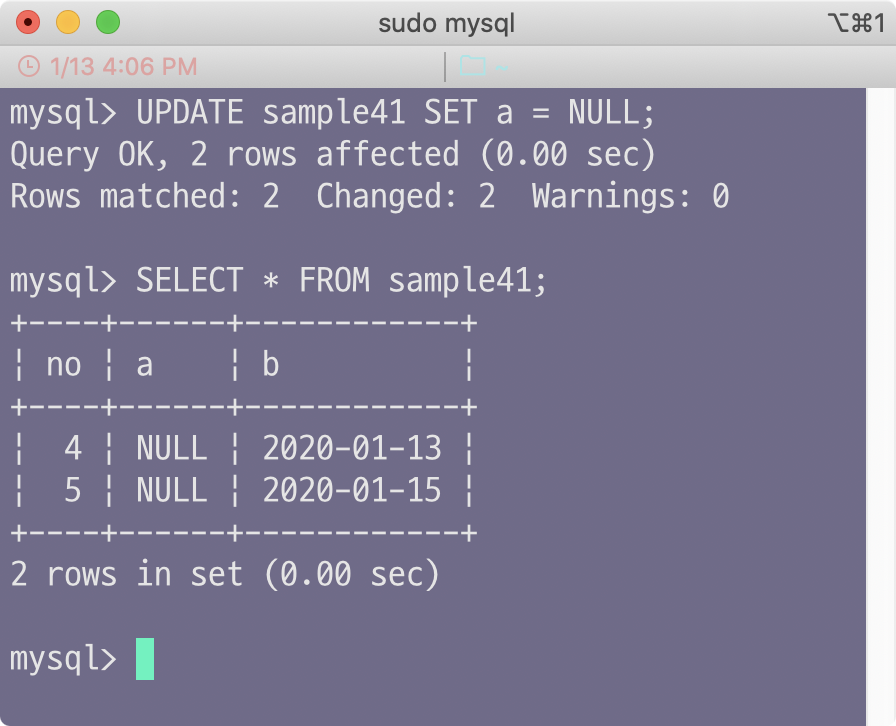 sudo mysql
⌥⌘1
1/13 4:06 PM
~
mysql> UPDATE sample41 SET a = NULL;
Query OK, 2 rows affected (0.00 sec)
Rows matched: 2  Changed: 2  Warnings: 0
mysql> SELECT * FROM sample41;
+----+------+------------+
| no | a    | b          |
+----+------+------------+
|  4 | NULL | 2020-01-13 |
|  5 | NULL | 2020-01-15 |
+----+------+------------+
2 rows in set (0.00 sec)
mysql>